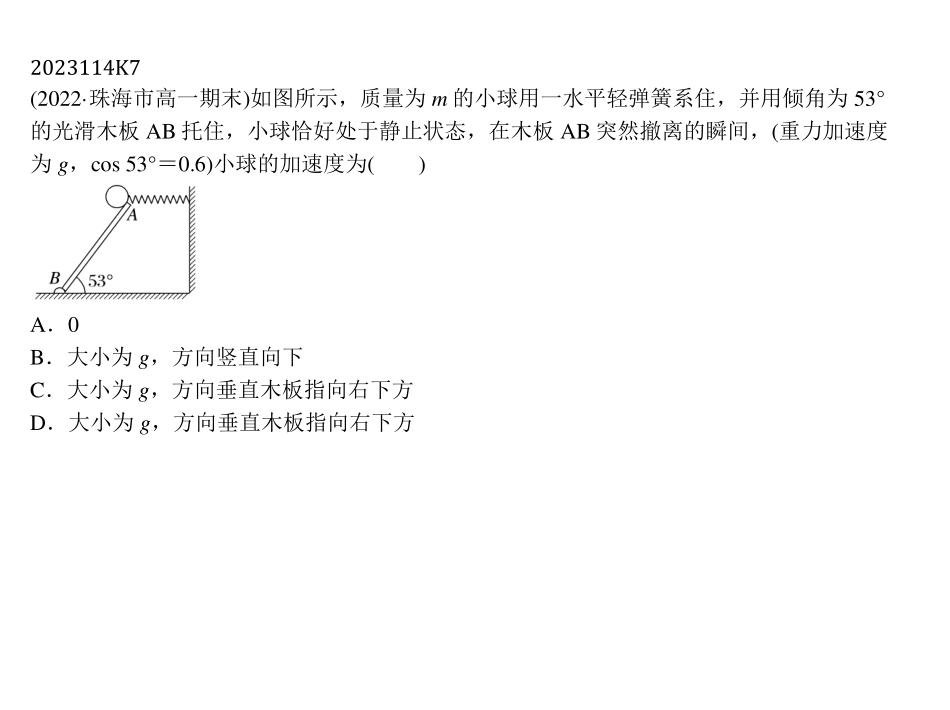 2023114K7
(2022·珠海市高一期末)如图所示，质量为 m 的小球用一水平轻弹簧系住，并用倾角为 53°
的光滑木板 AB 托住，小球恰好处于静止状态，在木板 AB 突然撤离的瞬间，(重力加速度
为 g，cos 53°＝0.6)小球的加速度为(　　)
A
B 53°
A．0
B．大小为 g，方向竖直向下
C．大小为 g，方向垂直木板指向右下方
D．大小为 g，方向垂直木板指向右下方